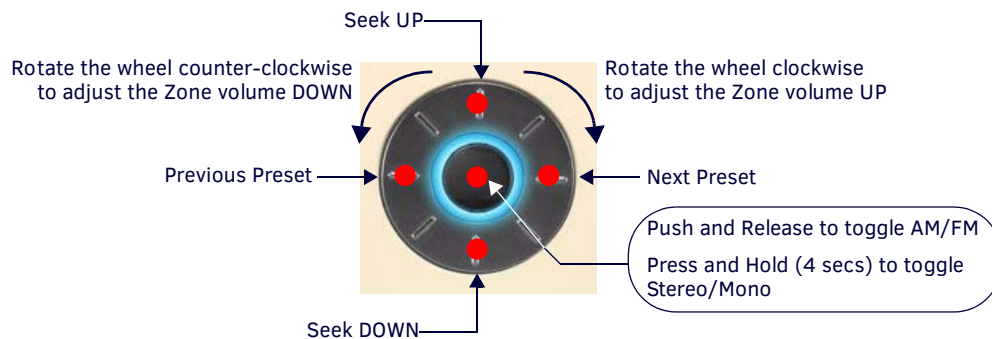 Seek UP
Rotate the wheel counter-clockwise
to adjust the Zone volume DOWN
Rotate the wheel clockwise
to adjust the Zone volume UP
Previous Preset
Next Preset
Push and Release to toggle AM/FM
Press and Hold (4 secs) to toggle
Stereo/Mono
Seek DOWN